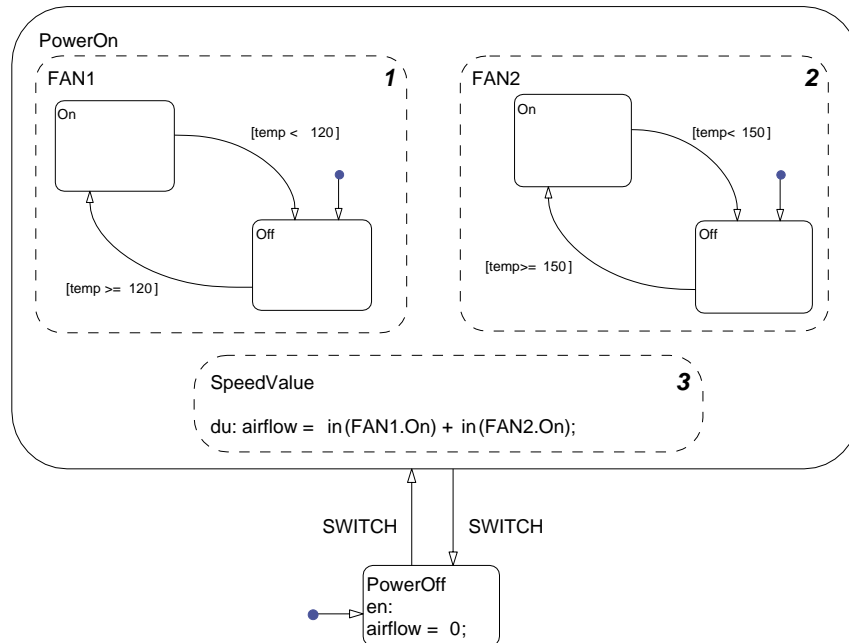 PowerOn
FAN1
1
On
[temp < 120]
Off
[temp >= 120]
FAN2
2
On
[temp< 150]
Off
[temp>= 150]
SpeedValue
3
du: airflow = in(FAN1.On) + in(FAN2.On);
SWITCH
SWITCH
PowerOff
en:
airflow = 0;